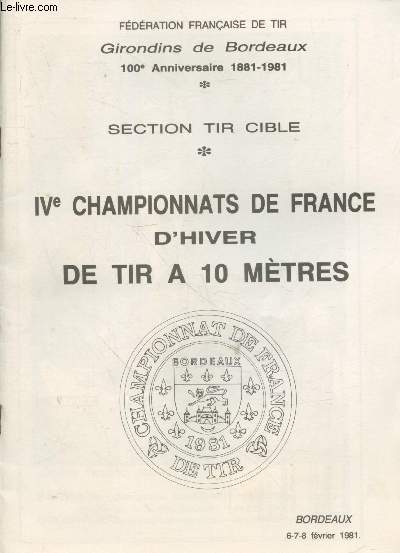 Le-livre.com
FÉDÉRATION FRANÇAISE DE TIR
Girondins de Bordeaux
100e Anniversaire 1881-1981
SECTION TIR CIBLE
IVe CHAMPIONNATS DE FRANCE
D'HIVER
DE TIR A 10 MÈTRES
CHAMPIONNAT DE FRANCE
BORDEAUX
1981
DE TIR
BORDEAUX
6-7-8 février 1981.